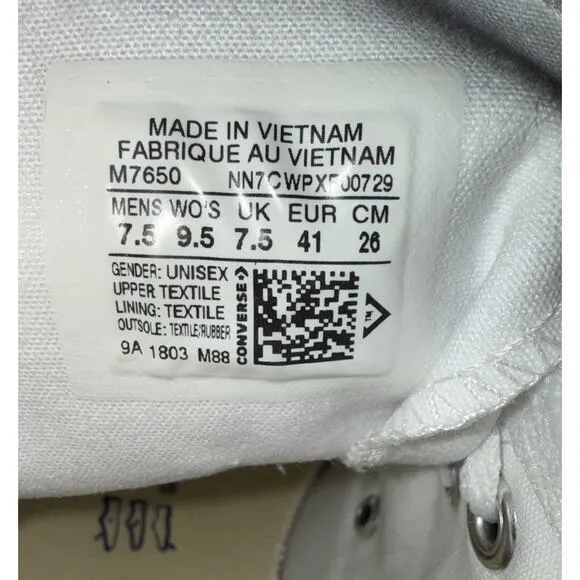 MADE IN VIETNAM
FABRIQUE AU VIETNAM
M7650 NN7CWPXF00729
MENS WO'S UK EUR CM
7.5 9.5 7.5 41 26
GENDER: UNISEX
UPPER TEXTILE
LINING: TEXTILE
OUTSOLE: TEXTILE/RUBBER
9A 1803 M88
CONVERSE
TM